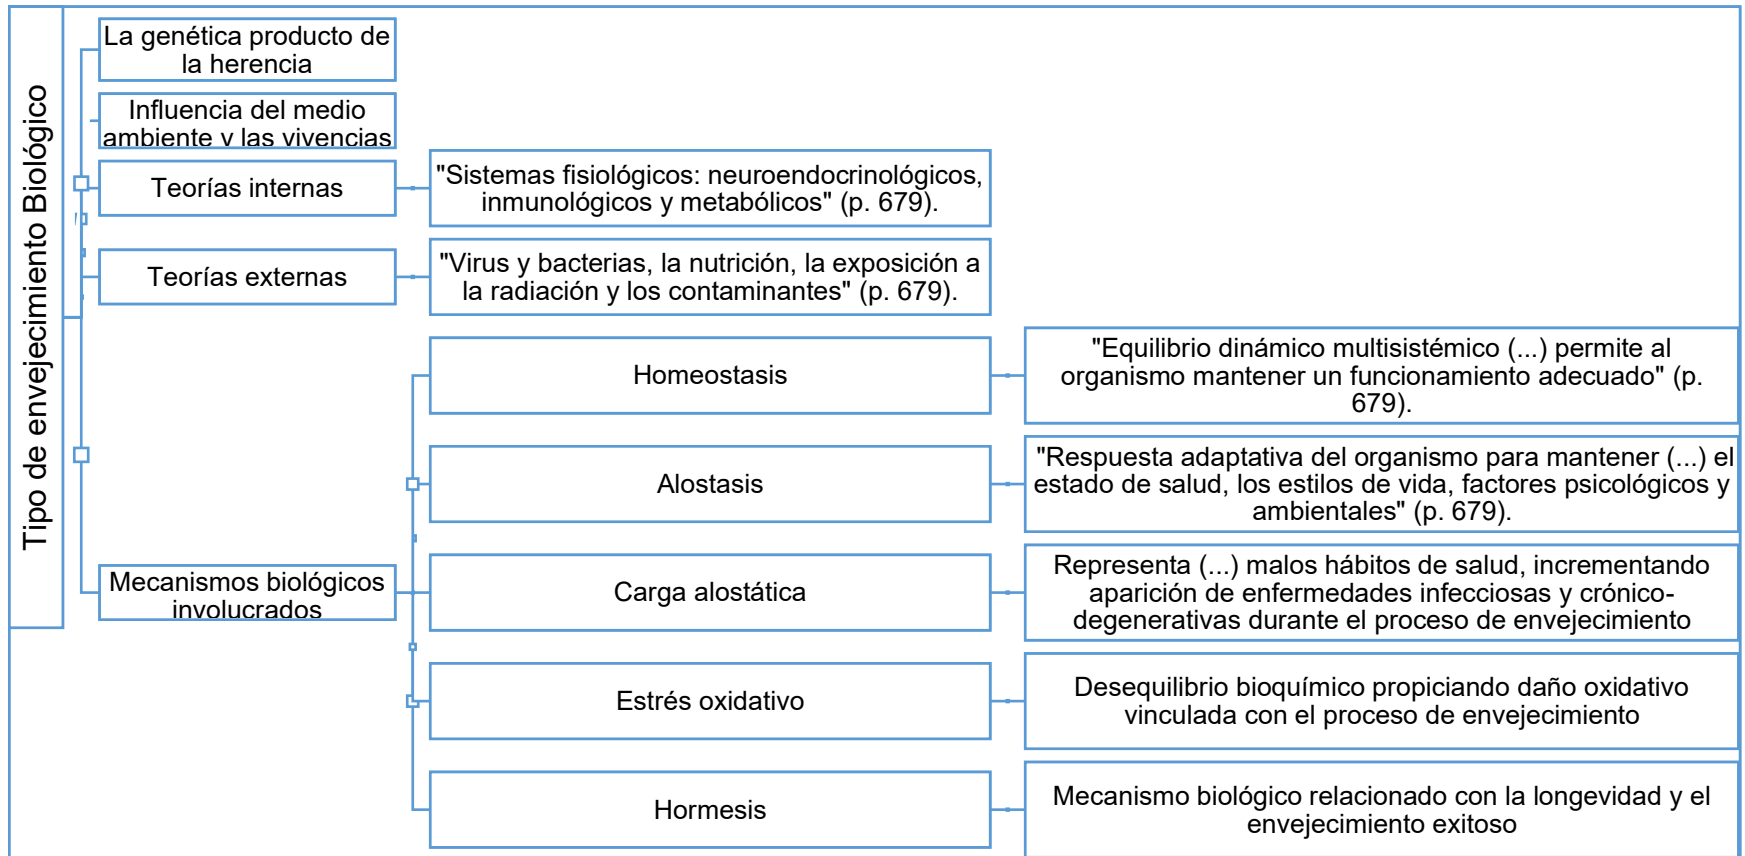 Tipo de envejecimiento Biológico
La genética producto de
la herencia
Influencia del medio
ambiente y las vivencias
Teorías internas
"Sistemas fisiológicos: neuroendocrinológicos,
inmunológicos y metabólicos" (p. 679).
Teorías externas
"Virus y bacterias, la nutrición, la exposición a
la radiación y los contaminantes" (p. 679).
Mecanismos biológicos
involucrados
Homeostasis
"Equilibrio dinámico multisistémico (...) permite al
organismo mantener un funcionamiento adecuado" (p.
679).
Alostasis
"Respuesta adaptativa del organismo para mantener (...) el
estado de salud, los estilos de vida, factores psicológicos y
ambientales" (p. 679).
Carga alostática
Representa (...) malos hábitos de salud, incrementando
aparición de enfermedades infecciosas y crónico-
degenerativas durante el proceso de envejecimiento
Estrés oxidativo
Desequilibrio bioquímico propiciando daño oxidativo
vinculada con el proceso de envejecimiento
Hormesis
Mecanismo biológico relacionado con la longevidad y el
envejecimiento exitoso